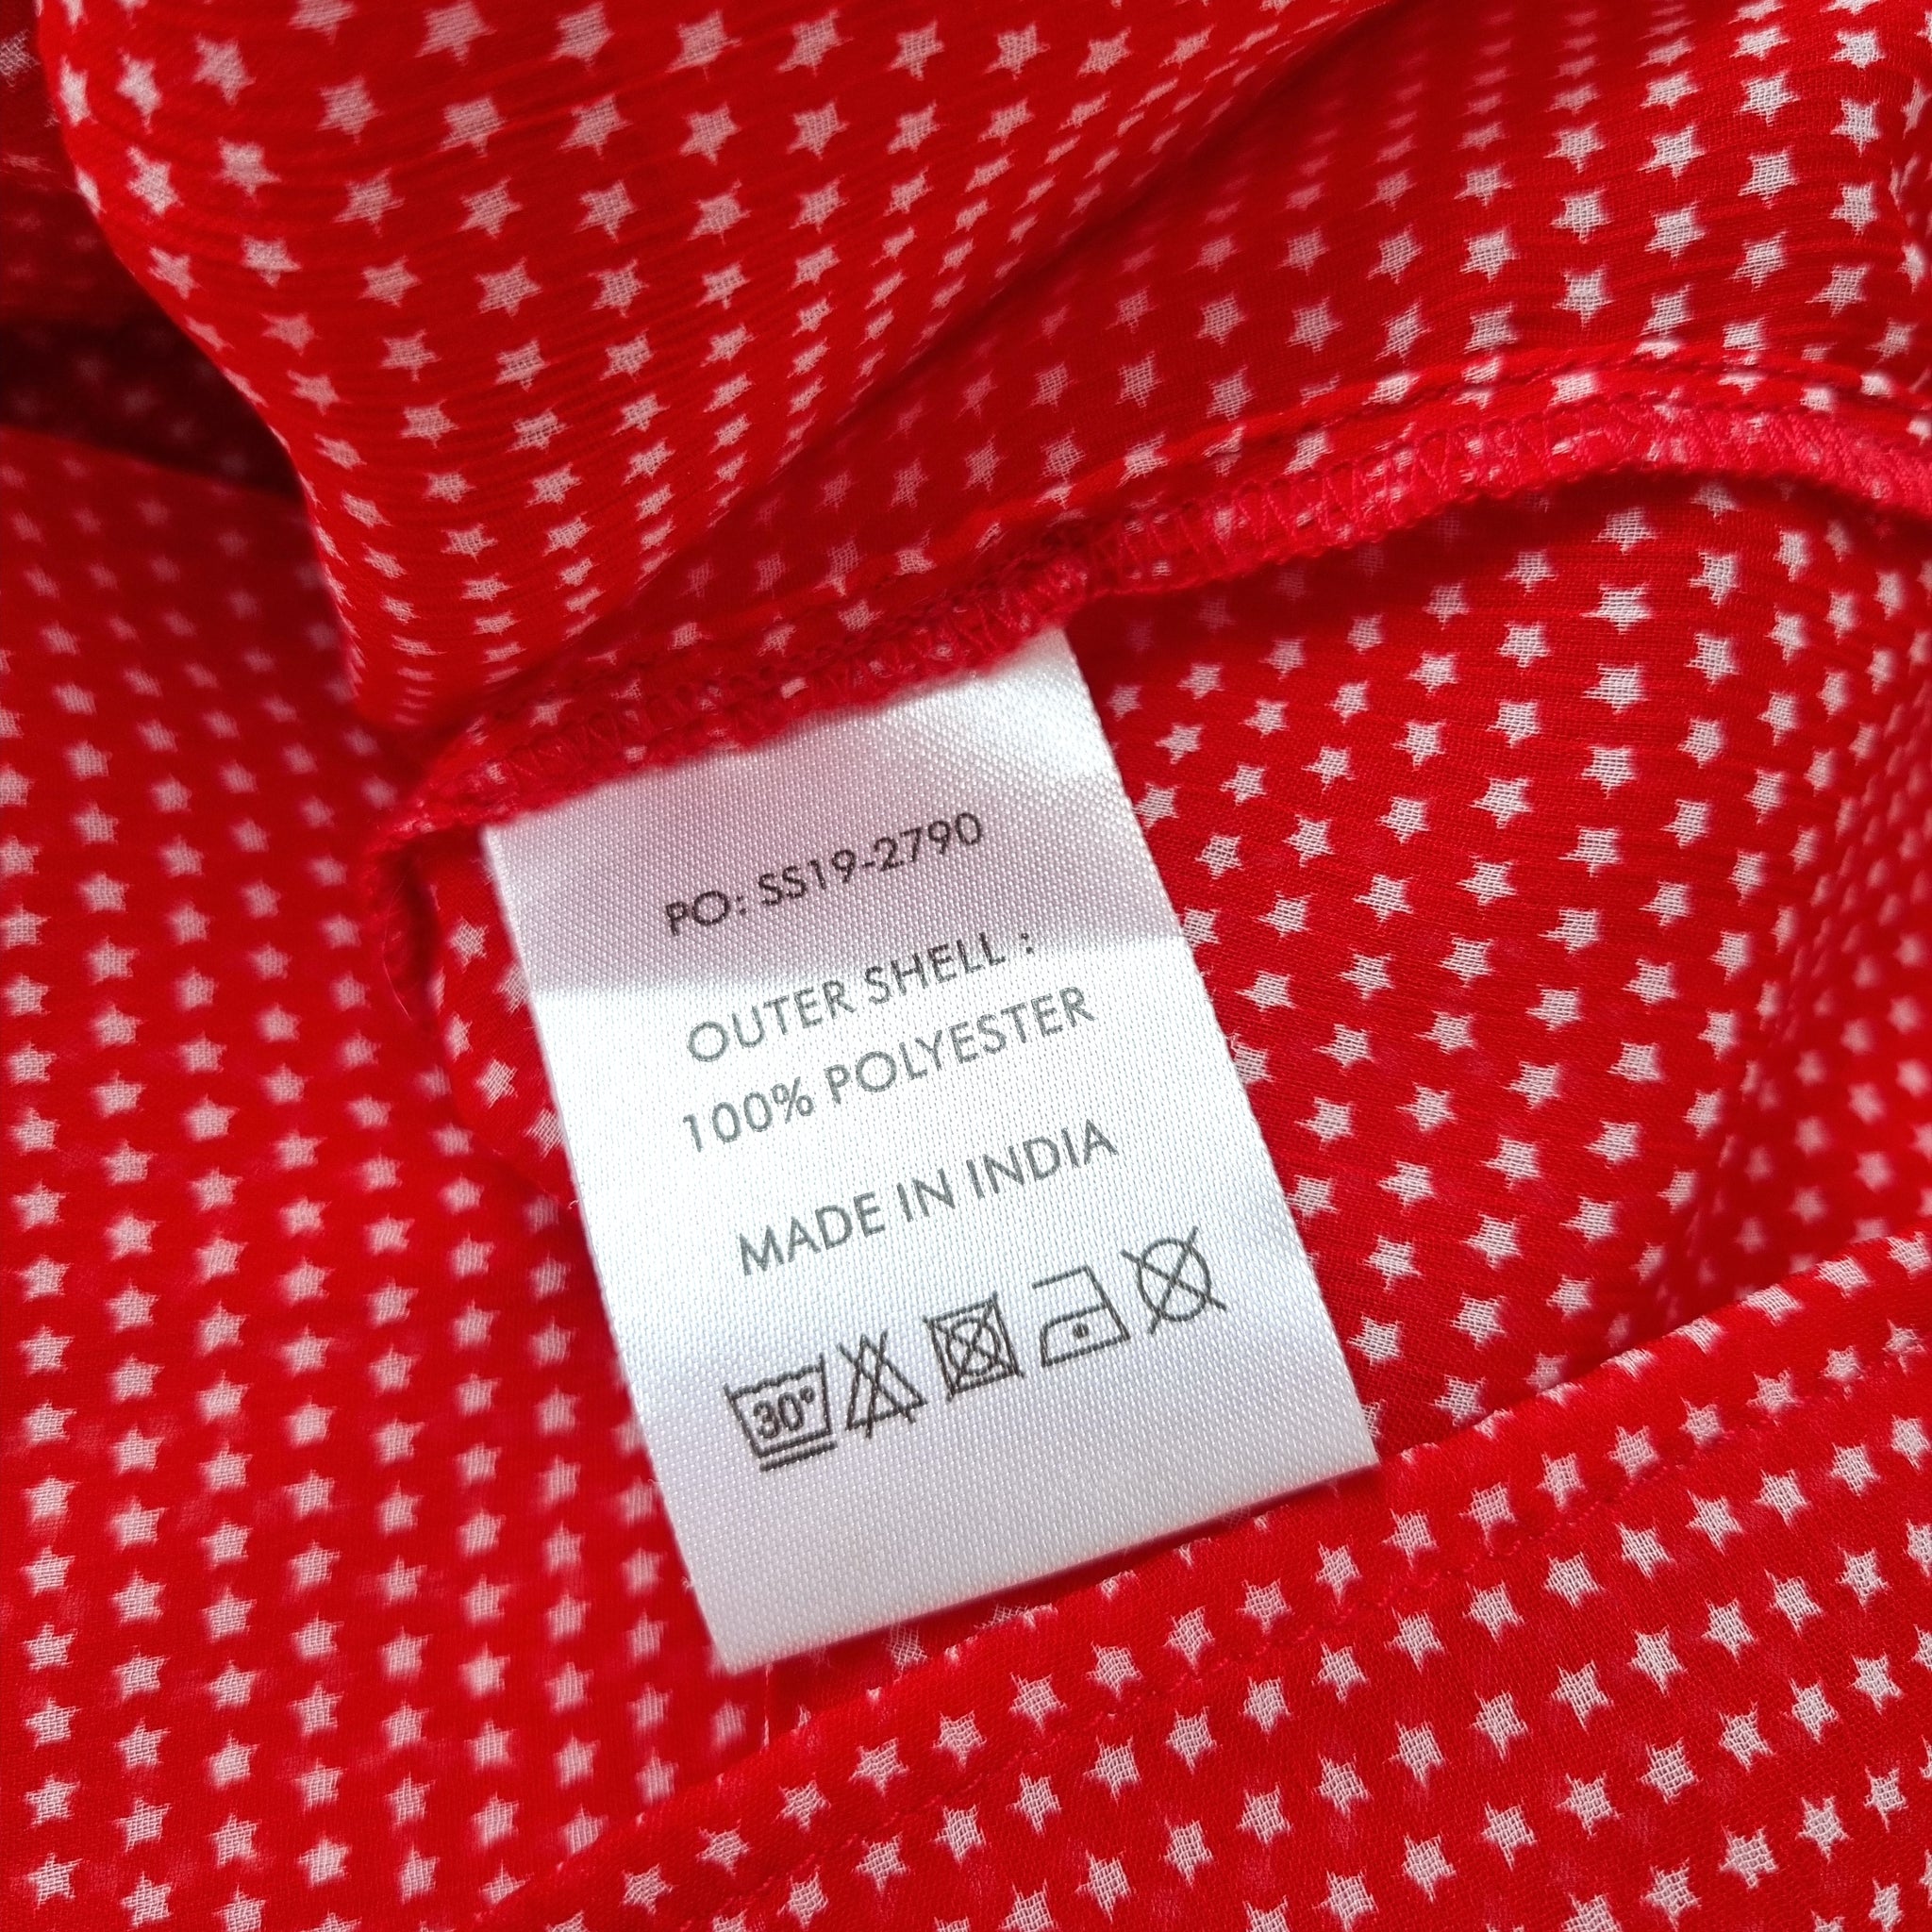 PO: SS19-2790
OUTER SHELL :
100% POLYESTER
MADE IN INDIA
30°